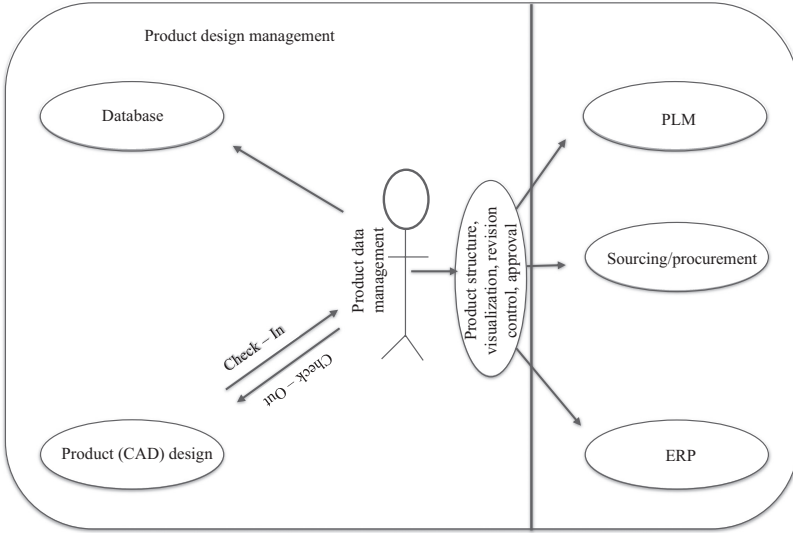 Product design management
Database
PLM
Product data
management
Product structure,
visualization, revision
control, approval
Sourcing/procurement
Check – In
Check – Out
Product (CAD) design
ERP